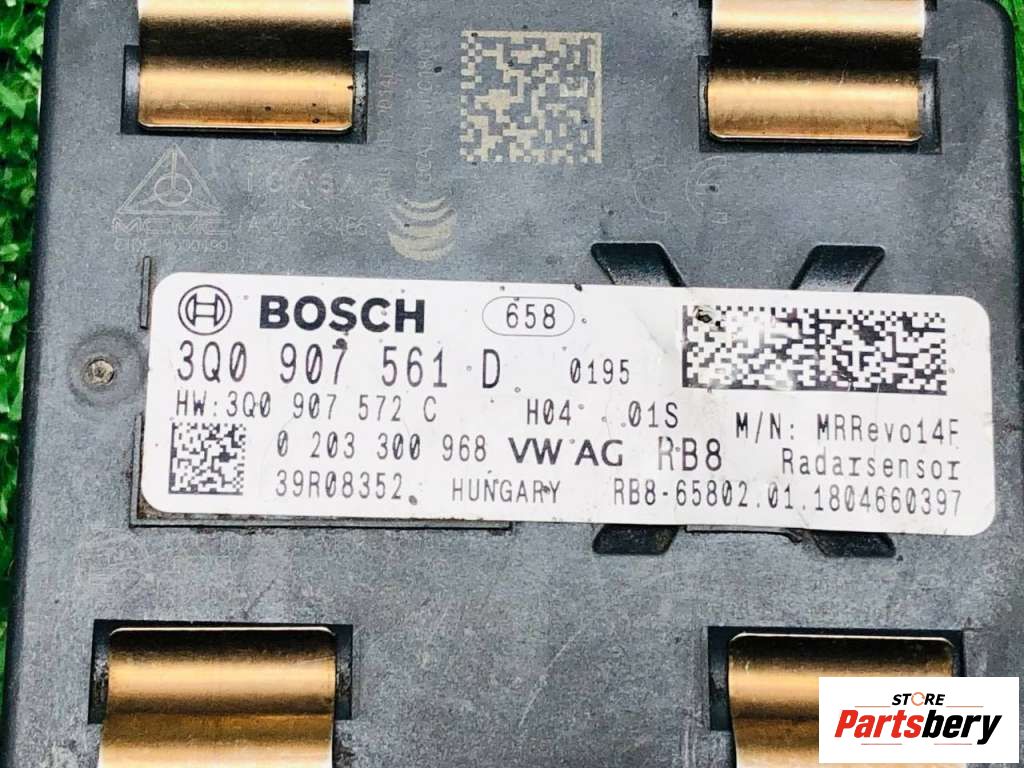 MCMC
BOSCH 658
3Q0 907 561 D 0195
HW:3Q0 907 572 C H04 01S M/N: MRRevo14F
0 203 300 968 VW AG RB8 Radarsensor
39R08352 HUNGARY RB8-65802.01.1804660397
STORE
Partsbery